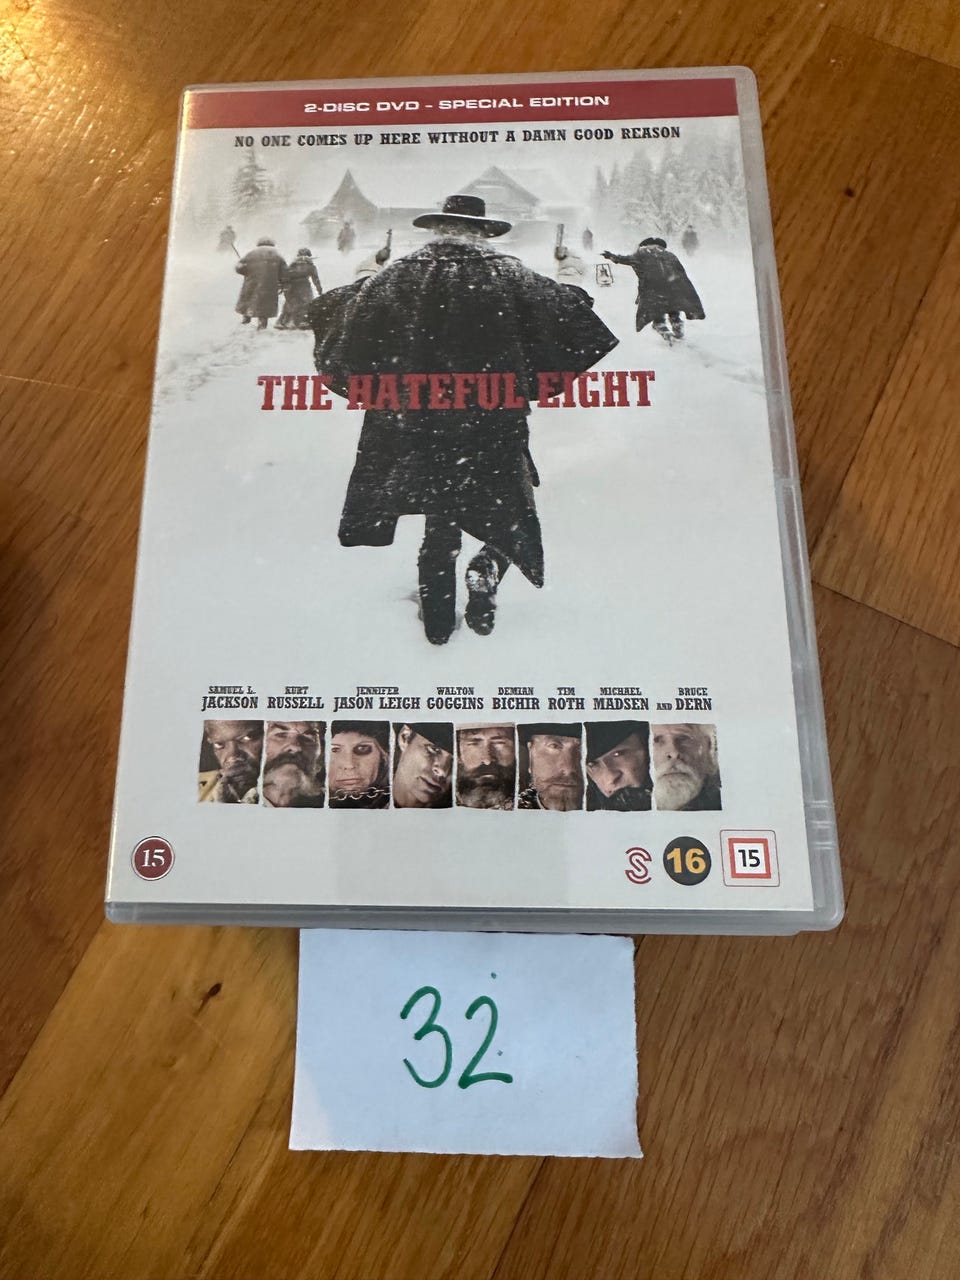 2-DISC DVD - SPECIAL EDITION
NO ONE COMES UP HERE WITHOUT A DAMN GOOD REASON
THE HATEFUL EIGHT
SAMUEL L. JACKSON KURT RUSSELL JENNIFER JASON LEIGH WALTON GOGGINS DEMIAN BICHIR TIM ROTH MICHAEL MADSEN AND BRUCE DERN
15 S 16 15
32